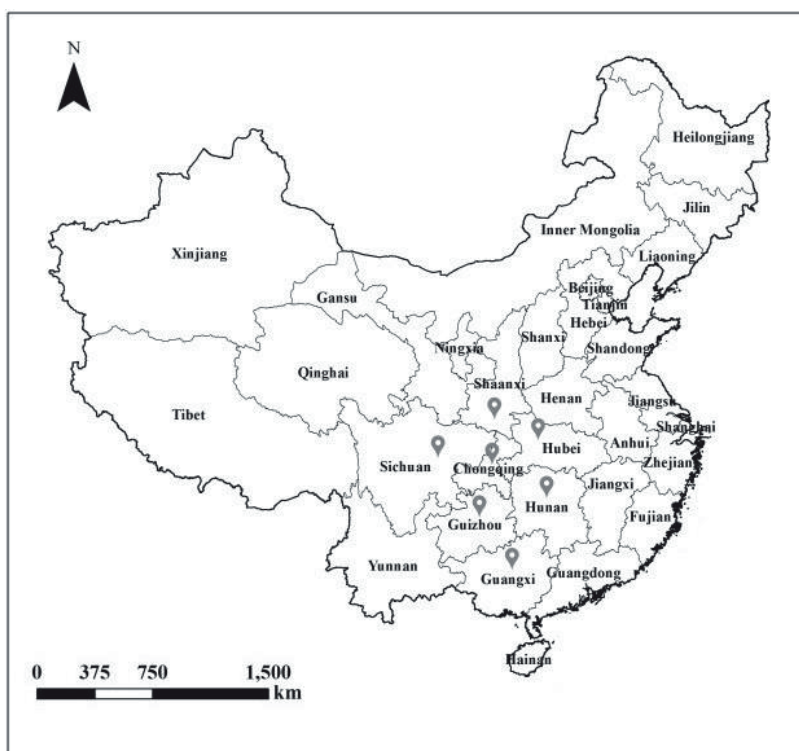 N
Heilongjiang
Jilin
Inner Mongolia
Liaoning
Xinjiang
Beijing
Tianjin
Gansu
Hebei
Shanxi
Ningxia
Shandong
Qinghai
Shaanxi
Henan
Jiangsu
Tibet
Shanghai
Anhui
Hubei
Zhejian
Sichuan
Chongqing
Jiangxi
Hunan
Fujian
Guizhou
Yunnan
Guangxi
Guangdong
Hainan
0 375 750 1,500
km